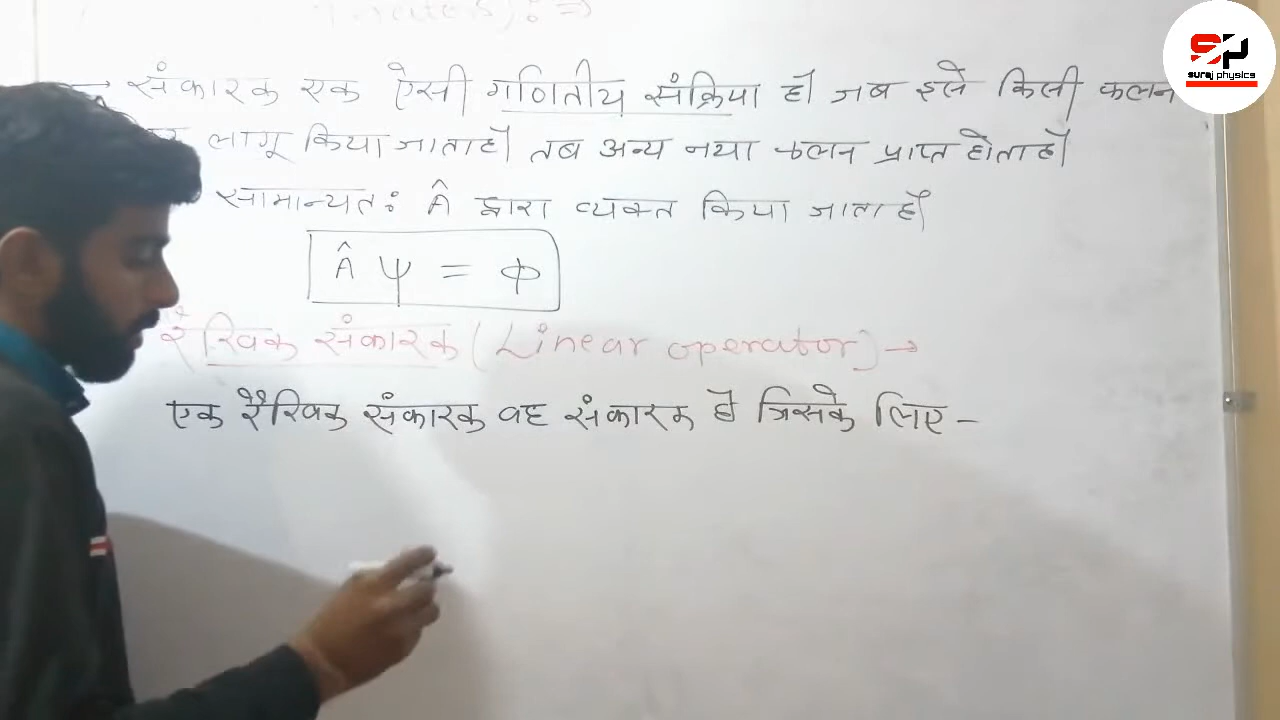 → संकारक एक ऐसी गणितीय संक्रिया है जब इसे किसी फलन
लागू किया जाता है तब अन्य नया फलन प्राप्त होता है
सामान्यतः Â द्वारा व्यक्त किया जाता है
Â ψ = Φ
रैखिक संकारक (Linear operator) →
एक रैखिक संकारक वह संकारक है जिसके लिए -
SP
suraj physics